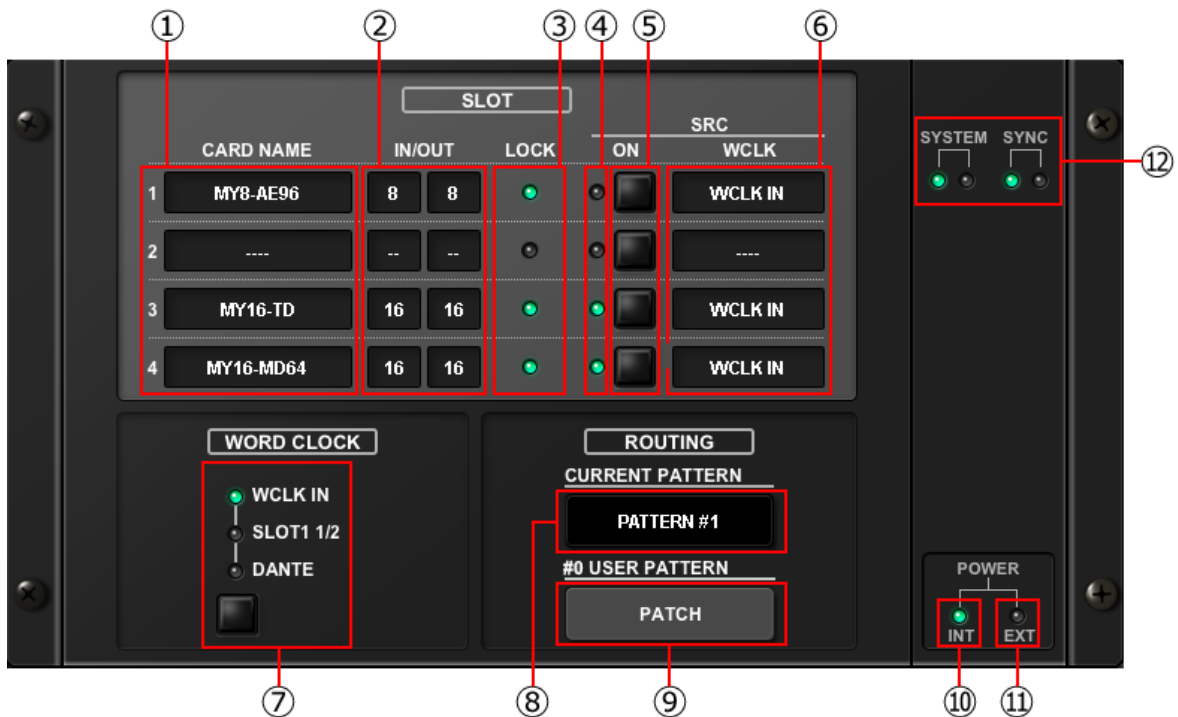 ① ② ③ ④ ⑤ ⑥
SLOT
SRC
CARD NAME IN/OUT LOCK ON WCLK
1 MY8-AE96 8 8 WCLK IN
2 ---- -- -- ----
3 MY16-TD 16 16 WCLK IN
4 MY16-MD64 16 16 WCLK IN
SYSTEM SYNC
⑫
WORD CLOCK
WCLK IN
SLOT1 1/2
DANTE
ROUTING
CURRENT PATTERN
PATTERN #1
#0 USER PATTERN
PATCH
POWER
INT EXT
⑦ ⑧ ⑨ ⑩ ⑪